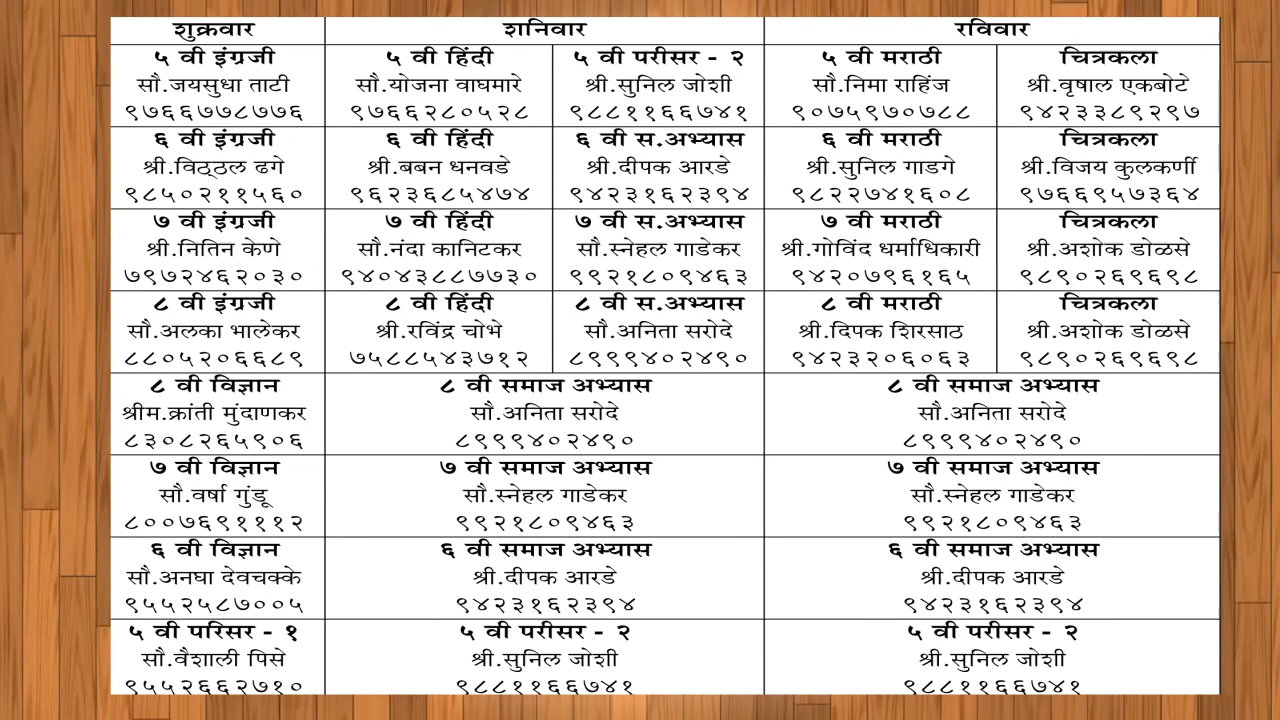 शुक्रवार शनिवार रविवार
५ वी इंग्रजी ५ वी हिंदी ५ वी परीसर - २ ५ वी मराठी चित्रकला
सौ.जयसुधा ताटी सौ.योजना वाघमारे श्री.सुनिल जोशी सौ.निमा राहिंज श्री.वृषाल एकबोटे
९७६६७७८७७६ ९७६६२८०५२८ ९८८११६६७४१ ९०७५९७०७८८ ९४२३३८९२९७
६ वी इंग्रजी ६ वी हिंदी ६ वी स.अभ्यास ६ वी मराठी चित्रकला
श्री.विठ्ठल ढगे श्री.बबन धनवडे श्री.दीपक आरडे श्री.सुनिल गाडगे श्री.विजय कुलकर्णी
९८५०२११५६० ९६२३६८५४७४ ९४२३१६२३९४ ९८२२७४१६०८ ९७६६९५७३६४
७ वी इंग्रजी ७ वी हिंदी ७ वी स.अभ्यास ७ वी मराठी चित्रकला
श्री.नितिन केणे सौ.नंदा कानिटकर सौ.स्नेहल गाडेकर श्री.गोविंद धर्माधिकारी श्री.अशोक डोळसे
७९७२४६२०३० ९४०४३८८७७३० ९९२१८०९४६३ ९४२०७९६१६५ ९८९०२६९६९८
८ वी इंग्रजी ८ वी हिंदी ८ वी स.अभ्यास ८ वी मराठी चित्रकला
सौ.अलका भालेकर श्री.रविंद्र चोभे सौ.अनिता सरोदे श्री.दिपक शिरसाठ श्री.अशोक डोळसे
८८०५२०६६८९ ७५८८५४३७१२ ८९९९४०२४९० ९४२३२०६०६३ ९८९०२६९६९८
८ वी विज्ञान ८ वी समाज अभ्यास ८ वी समाज अभ्यास
श्रीम.क्रांती मुंदाणकर सौ.अनिता सरोदे सौ.अनिता सरोदे
८३०८२६५९०६ ८९९९४०२४९० ८९९९४०२४९०
७ वी विज्ञान ७ वी समाज अभ्यास ७ वी समाज अभ्यास
सौ.वर्षा गुंडू सौ.स्नेहल गाडेकर सौ.स्नेहल गाडेकर
८००७६९१११२ ९९२१८०९४६३ ९९२१८०९४६३
६ वी विज्ञान ६ वी समाज अभ्यास ६ वी समाज अभ्यास
सौ.अनघा देवचक्के श्री.दीपक आरडे श्री.दीपक आरडे
९५५२५८७००५ ९४२३१६२३९४ ९४२३१६२३९४
५ वी परिसर - १ ५ वी परीसर - २ ५ वी परीसर - २
सौ.वैशाली पिसे श्री.सुनिल जोशी श्री.सुनिल जोशी
९५५२६६२७१० ९८८११६६७४१ ९८८११६६७४१